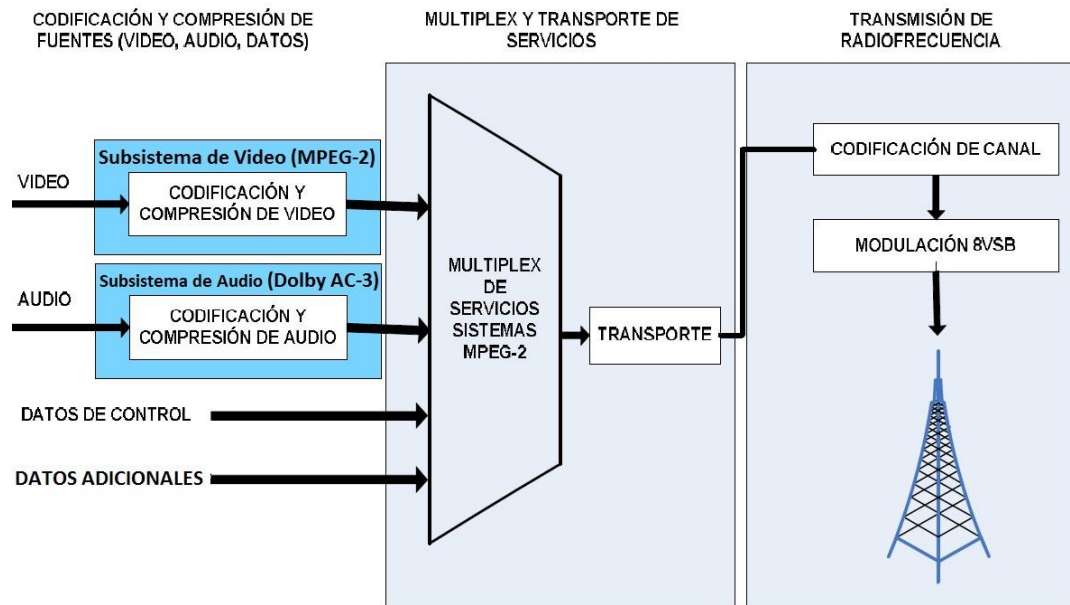 CODIFICACIÓN Y COMPRESIÓN DE
FUENTES (VIDEO, AUDIO, DATOS)
MULTIPLEX Y TRANSPORTE DE
SERVICIOS
TRANSMISIÓN DE
RADIOFRECUENCIA
Subsistema de Video (MPEG-2)
VIDEO
CODIFICACIÓN Y
COMPRESIÓN DE VIDEO
Subsistema de Audio (Dolby AC-3)
AUDIO
CODIFICACIÓN Y
COMPRESIÓN DE AUDIO
DATOS DE CONTROL
DATOS ADICIONALES
MULTIPLEX
DE
SERVICIOS
SISTEMAS
MPEG-2
TRANSPORTE
CODIFICACIÓN DE CANAL
MODULACIÓN 8VSB